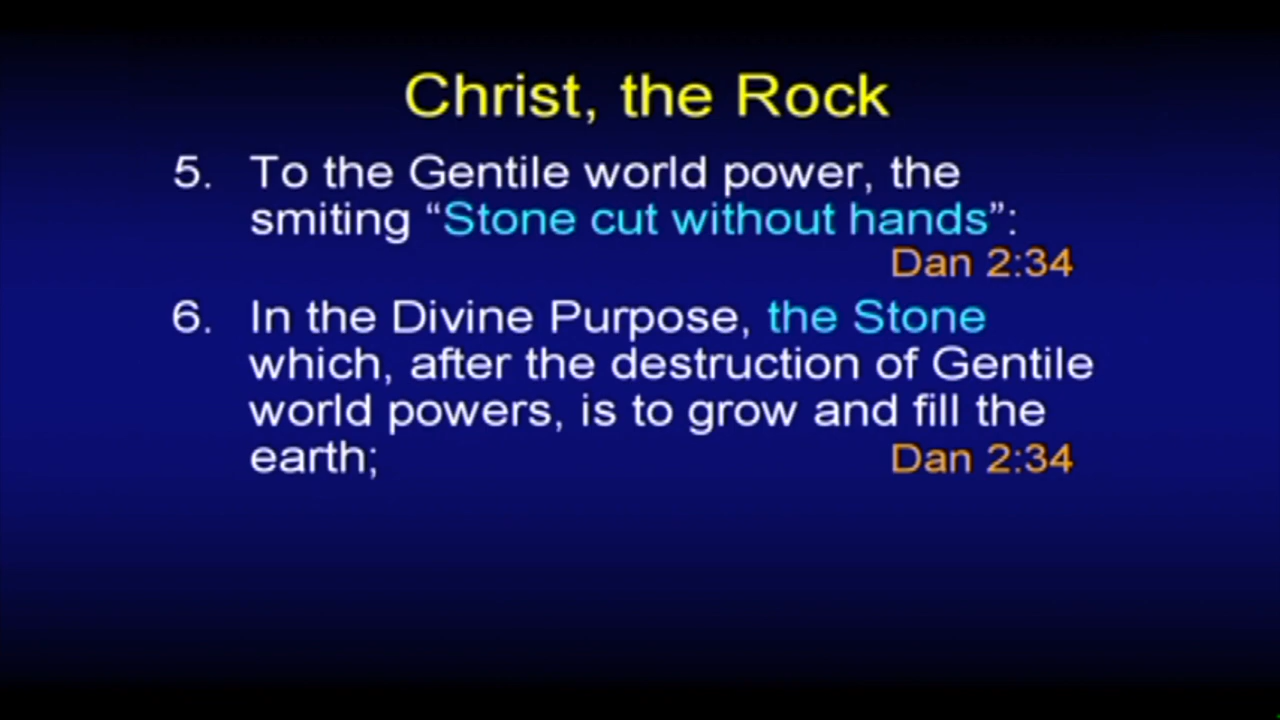 Christ, the Rock
5. To the Gentile world power, the
smiting “Stone cut without hands”:
Dan 2:34
6. In the Divine Purpose, the Stone
which, after the destruction of Gentile
world powers, is to grow and fill the
earth; Dan 2:34